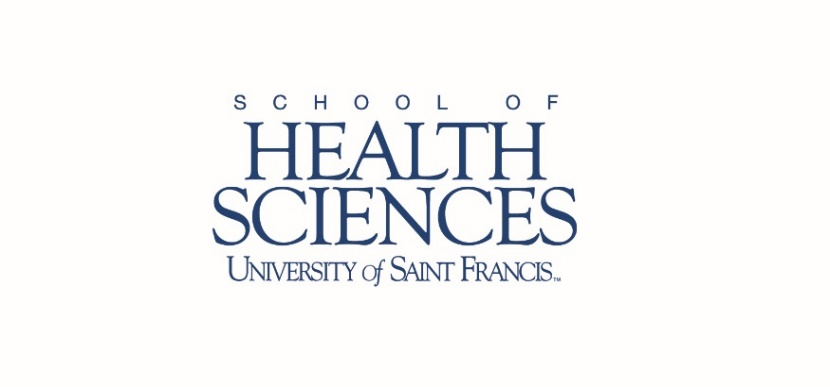 SCHOOL OF
HEALTH
SCIENCES
UNIVERSITY of SAINT FRANCIS™